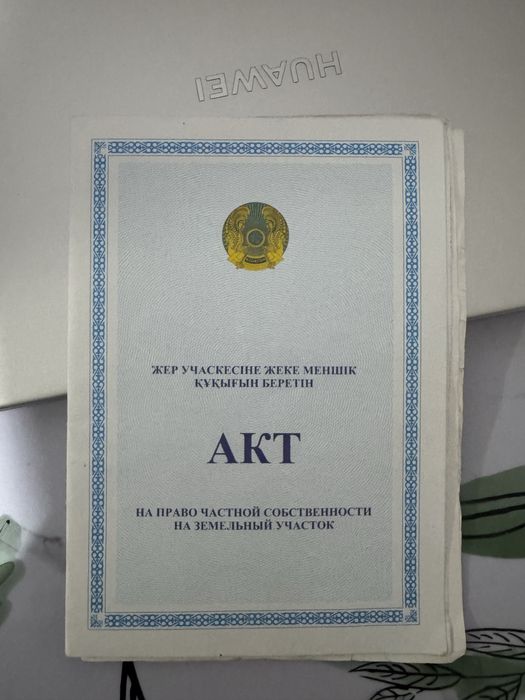 HUAWEI
ЖЕР УЧАСКЕСІНЕ ЖЕКЕ МЕНШІК
ҚҰҚЫҒЫН БЕРЕТІН
АКТ
НА ПРАВО ЧАСТНОЙ СОБСТВЕННОСТИ
НА ЗЕМЕЛЬНЫЙ УЧАСТОК